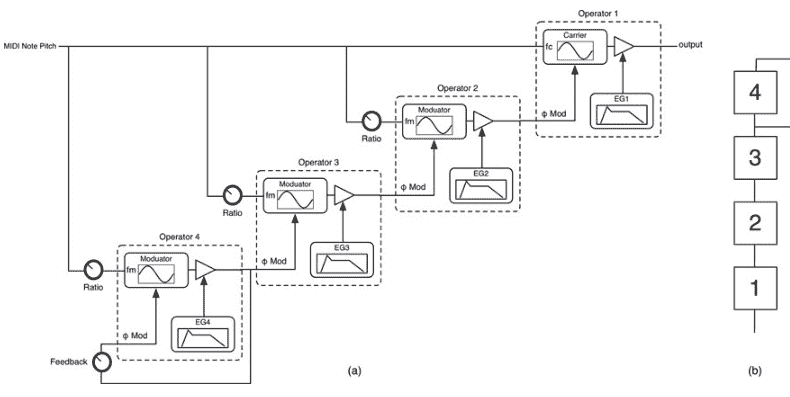 Operator 1
MIDI Note Pitch
fc
Carrier
output
EG1
φ Mod
Operator 2
Moduator
fm
Ratio
EG2
φ Mod
Operator 3
Moduator
fm
Ratio
EG3
φ Mod
Operator 4
Moduator
fm
Ratio
EG4
φ Mod
Feedback
(a)
4
3
2
1
(b)